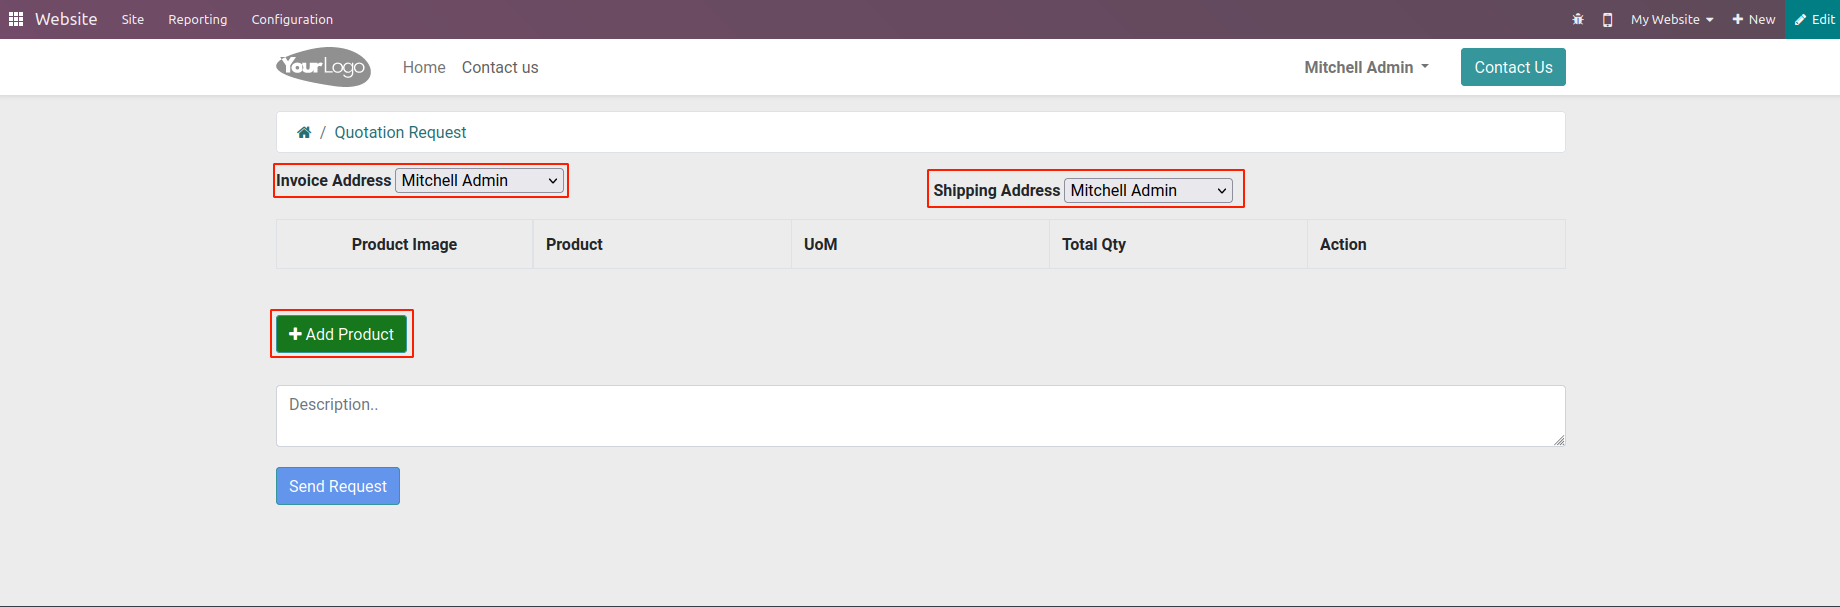 Website Site Reporting Configuration My Website New Edit
YourLogo Home Contact us Mitchell Admin Contact Us
/ Quotation Request
Invoice Address Mitchell Admin
Shipping Address Mitchell Admin
Product Image Product UoM Total Qty Action
Add Product
Description..
Send Request